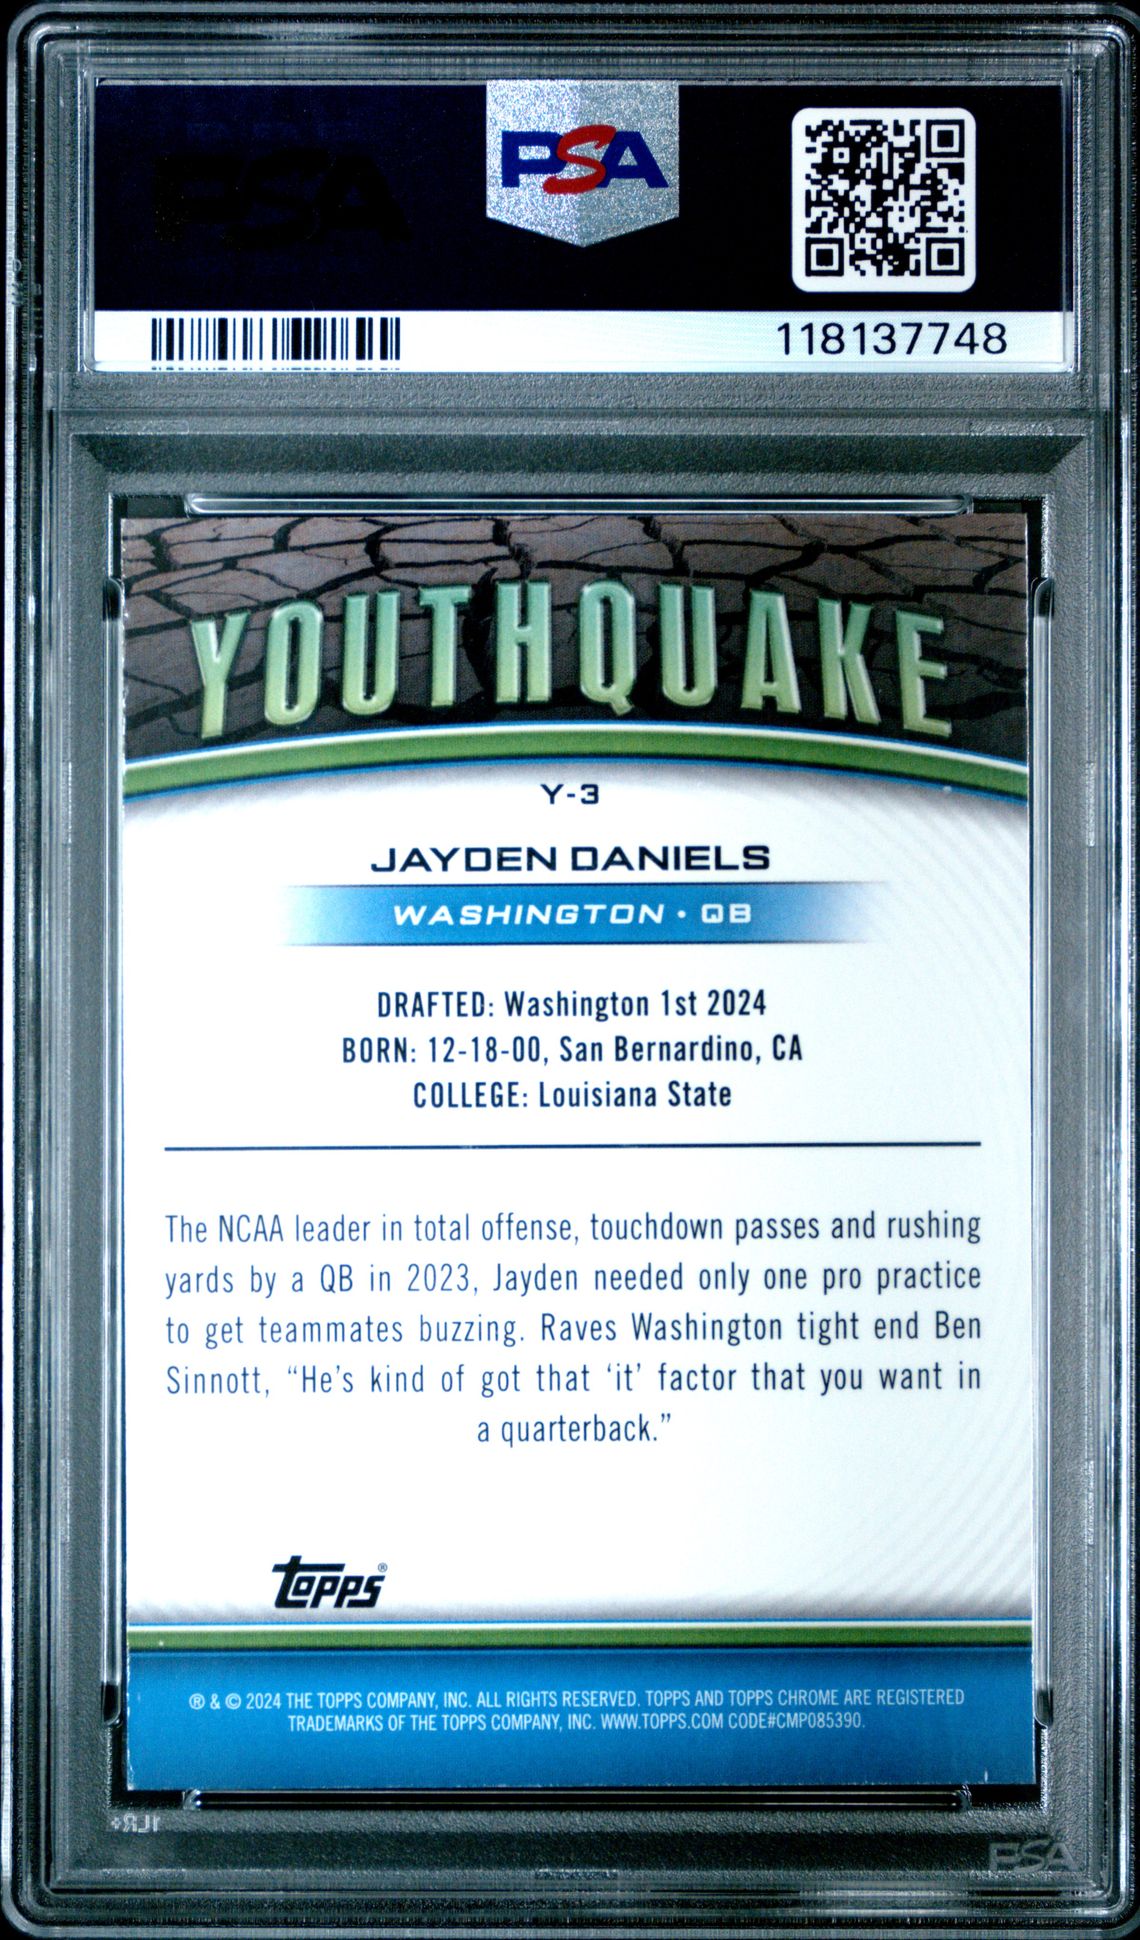 PSA
118137748
YOUTHQUAKE
Y-3
JAYDEN DANIELS
WASHINGTON • QB
DRAFTED: Washington 1st 2024
BORN: 12-18-00, San Bernardino, CA
COLLEGE: Louisiana State
The NCAA leader in total offense, touchdown passes and rushing
yards by a QB in 2023, Jayden needed only one pro practice
to get teammates buzzing. Raves Washington tight end Ben
Sinnott, “He’s kind of got that ‘it’ factor that you want in
a quarterback.”
topps®
® & © 2024 THE TOPPS COMPANY, INC. ALL RIGHTS RESERVED. TOPPS AND TOPPS CHROME ARE REGISTERED
TRADEMARKS OF THE TOPPS COMPANY, INC. WWW.TOPPS.COM CODE#CMP085390.
PSA